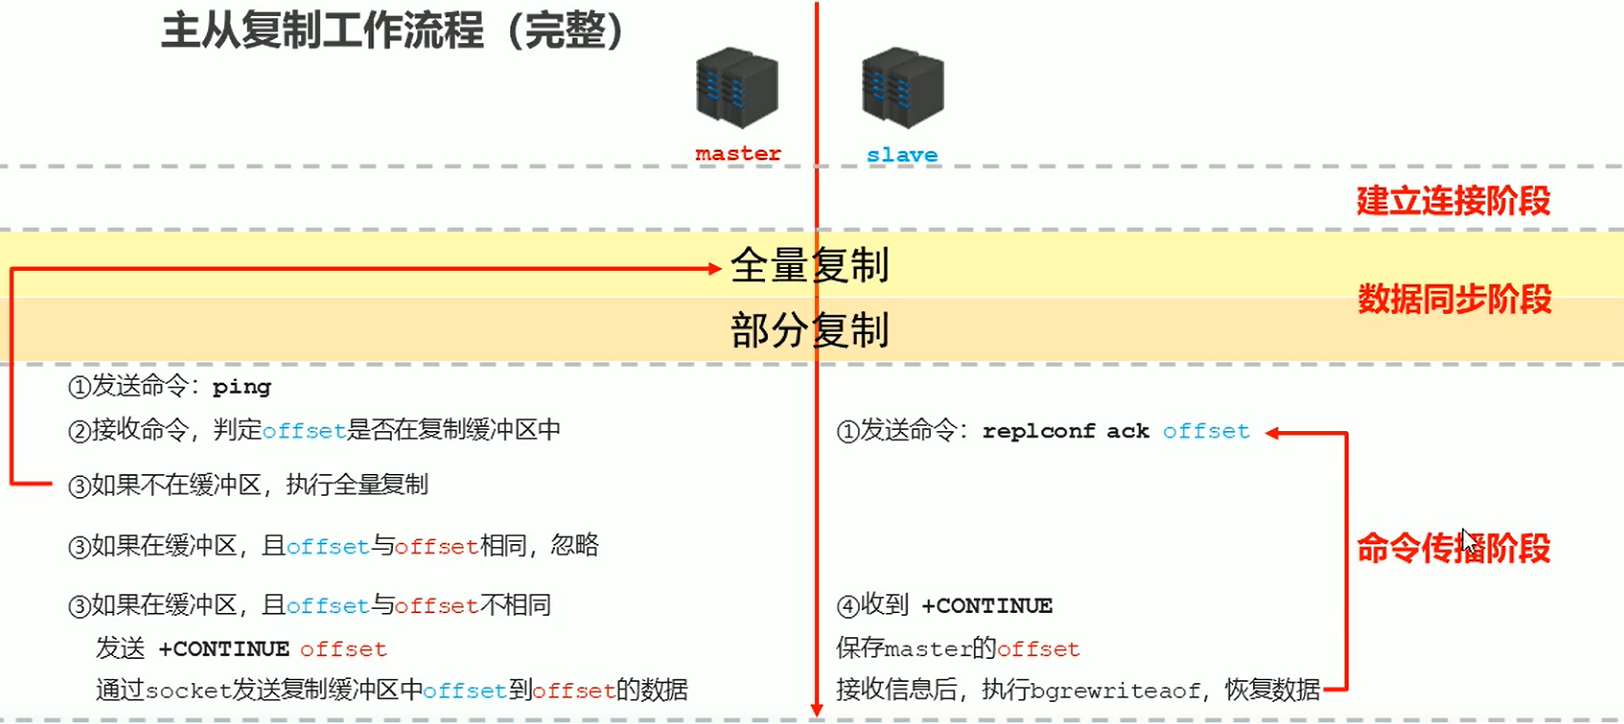 主从复制工作流程（完整）
master
slave
建立连接阶段
全量复制
数据同步阶段
部分复制
①发送命令：ping
②接收命令，判定offset是否在复制缓冲区中
①发送命令：replconf ack offset
③如果不在缓冲区，执行全量复制
③如果在缓冲区，且offset与offset相同，忽略
命令传播阶段
③如果在缓冲区，且offset与offset不相同
④收到 +CONTINUE
发送 +CONTINUE offset
保存master的offset
通过socket发送复制缓冲区中offset到offset的数据
接收信息后，执行bgrewriteaof，恢复数据